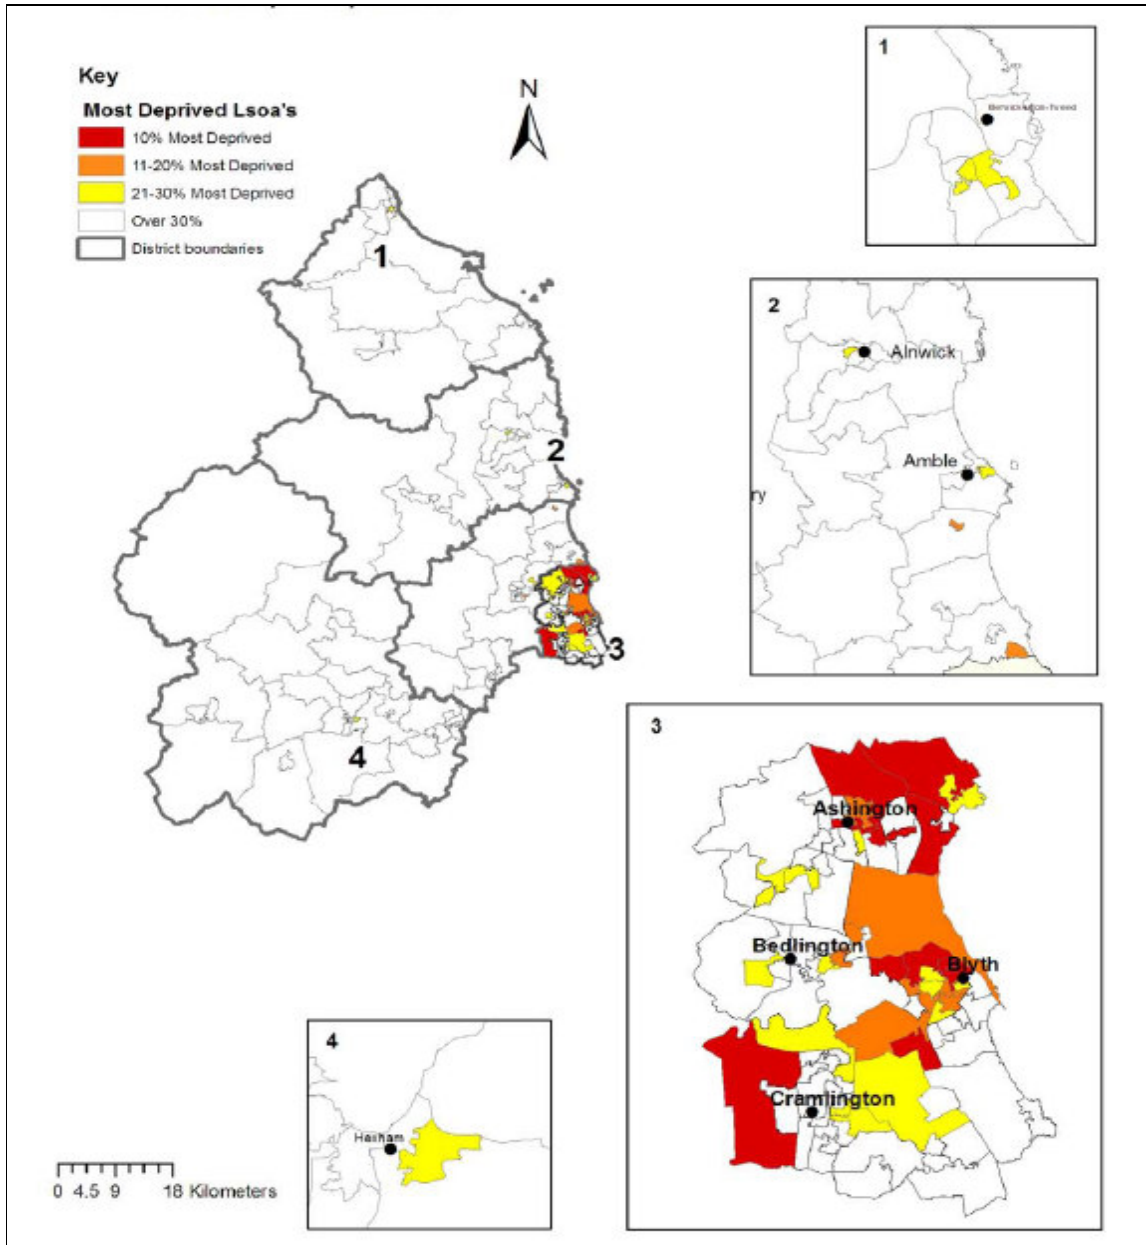 Key
Most Deprived Lsoa's
10% Most Deprived
11-20% Most Deprived
21-30% Most Deprived
Over 30%
District boundaries
N
1
2
3
4
0 4.5 9 18 Kilometers
1
2
Alnwick
Amble
ry
3
Ashington
Bedlington
Blyth
Cramlington
4
Hexham